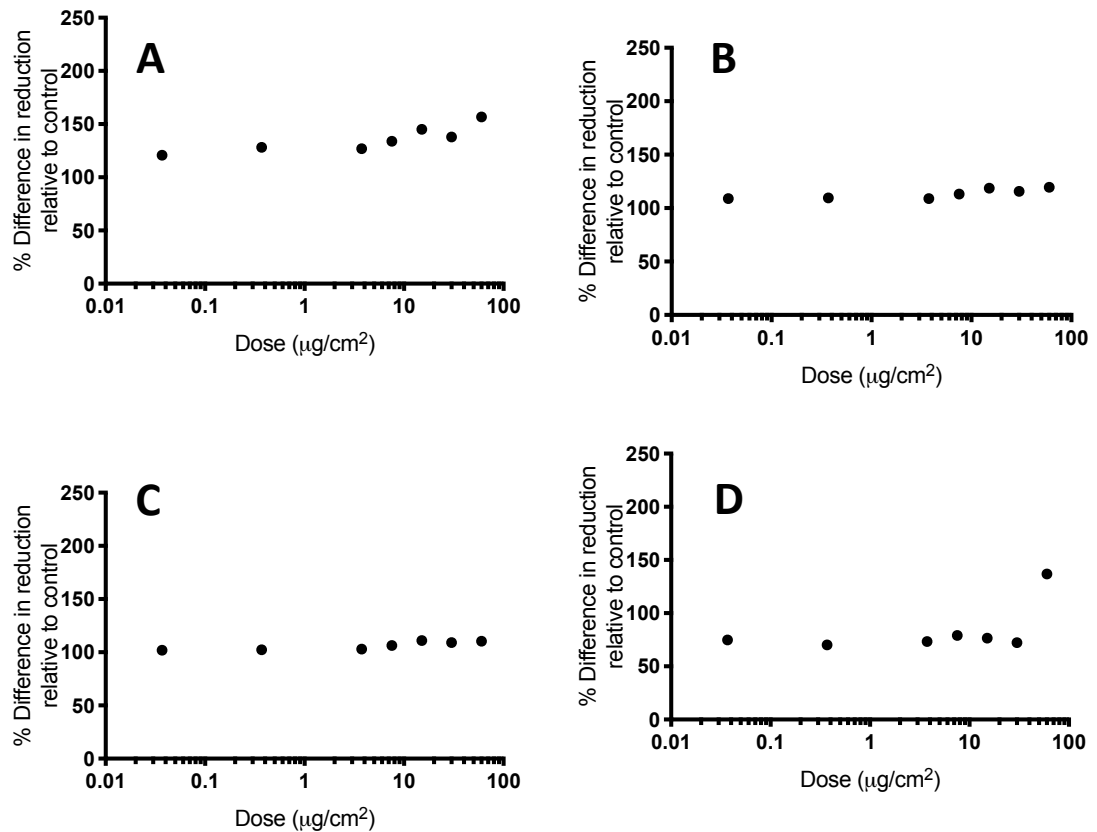 A
% Difference in reduction
relative to control
250
200
150
100
50
0
0.01 0.1 1 10 100
Dose (μg/cm²)
B
% Difference in reduction
relative to control
250
200
150
100
50
0
0.01 0.1 1 10 100
Dose (μg/cm²)
C
% Difference in reduction
relative to control
250
200
150
100
50
0
0.01 0.1 1 10 100
Dose (μg/cm²)
D
% Difference in reduction
relative to control
250
200
150
100
50
0
0.01 0.1 1 10 100
Dose (μg/cm²)